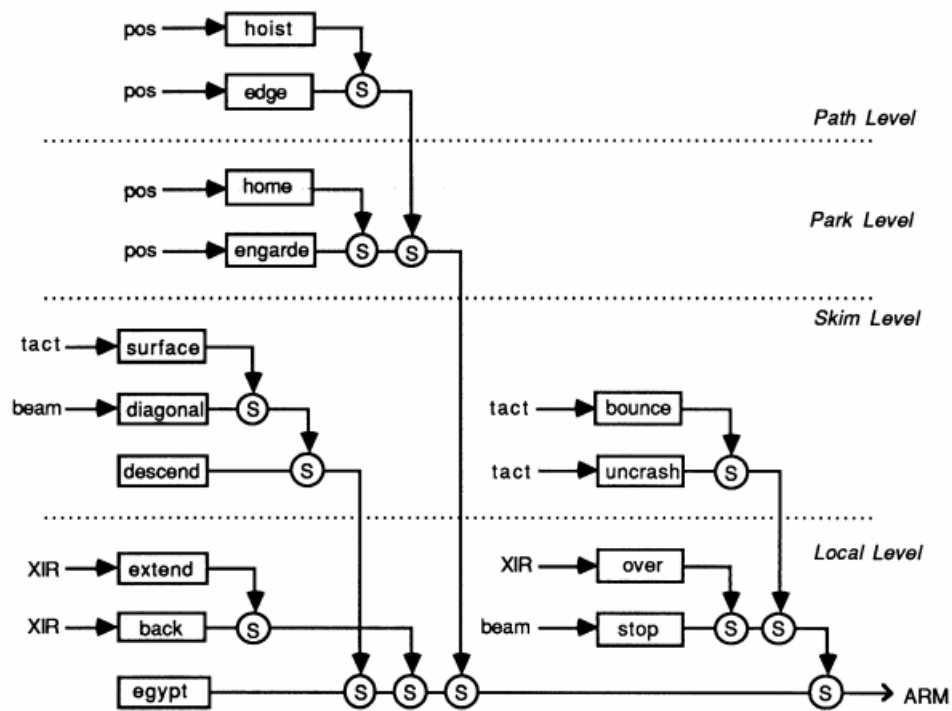 pos hoist
pos edge S
Path Level
pos home
pos engarde S S
Park Level
Skim Level
tact surface
beam diagonal S tact bounce
descend S tact uncrash S
Local Level
XIR extend XIR over
XIR back S beam stop S S
egypt S S S S ARM